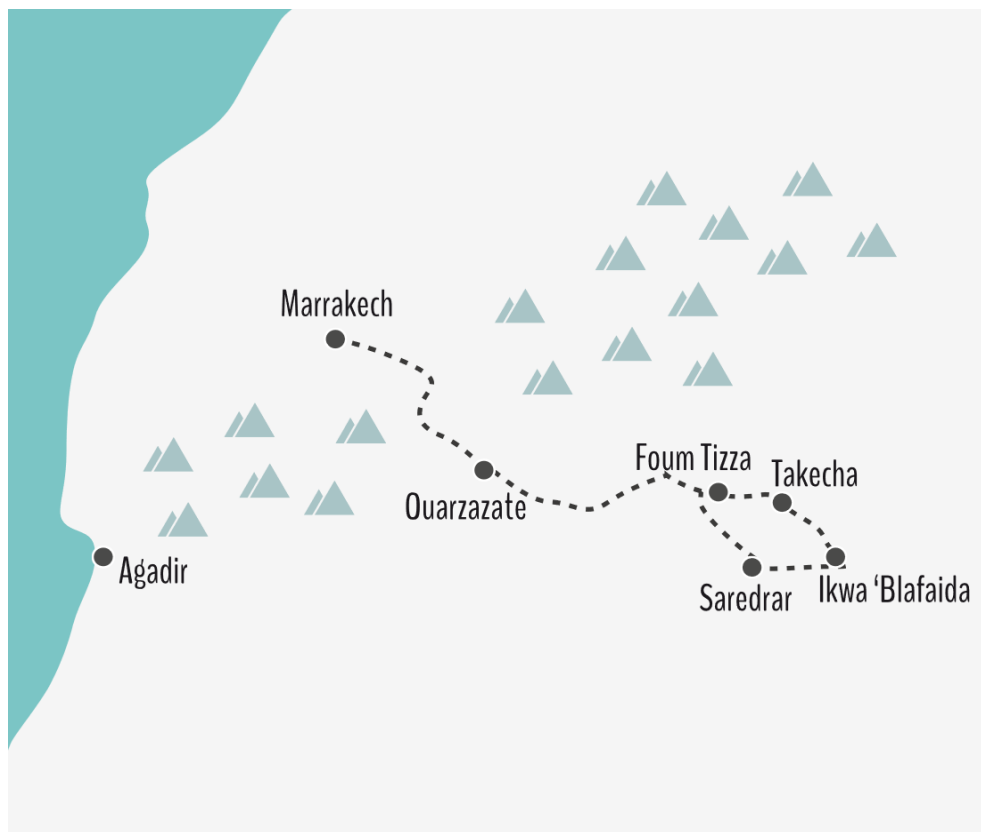 Marrakech
Foum Tizza
Takecha
Ouarzazate
Agadir
Saredrar
Ikwa ‘Blafaida